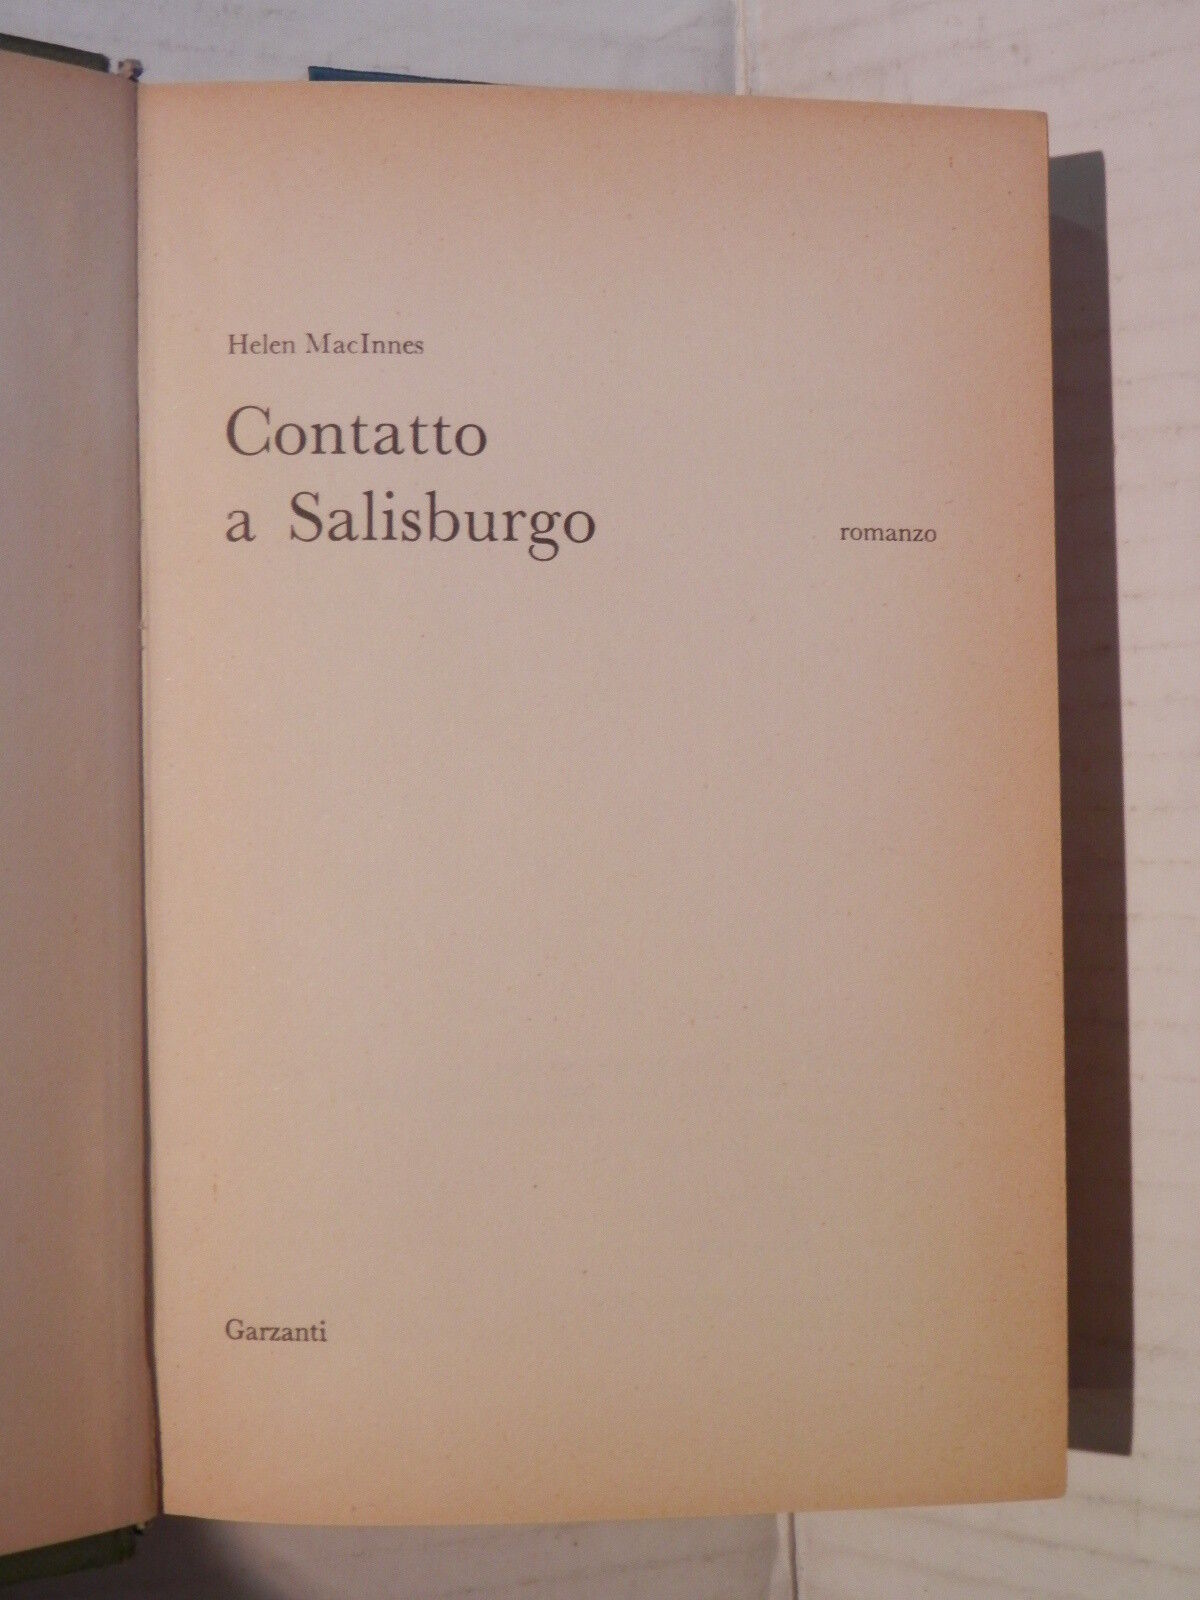 Helen MacInnes
Contatto
a Salisburgo romanzo
Garzanti